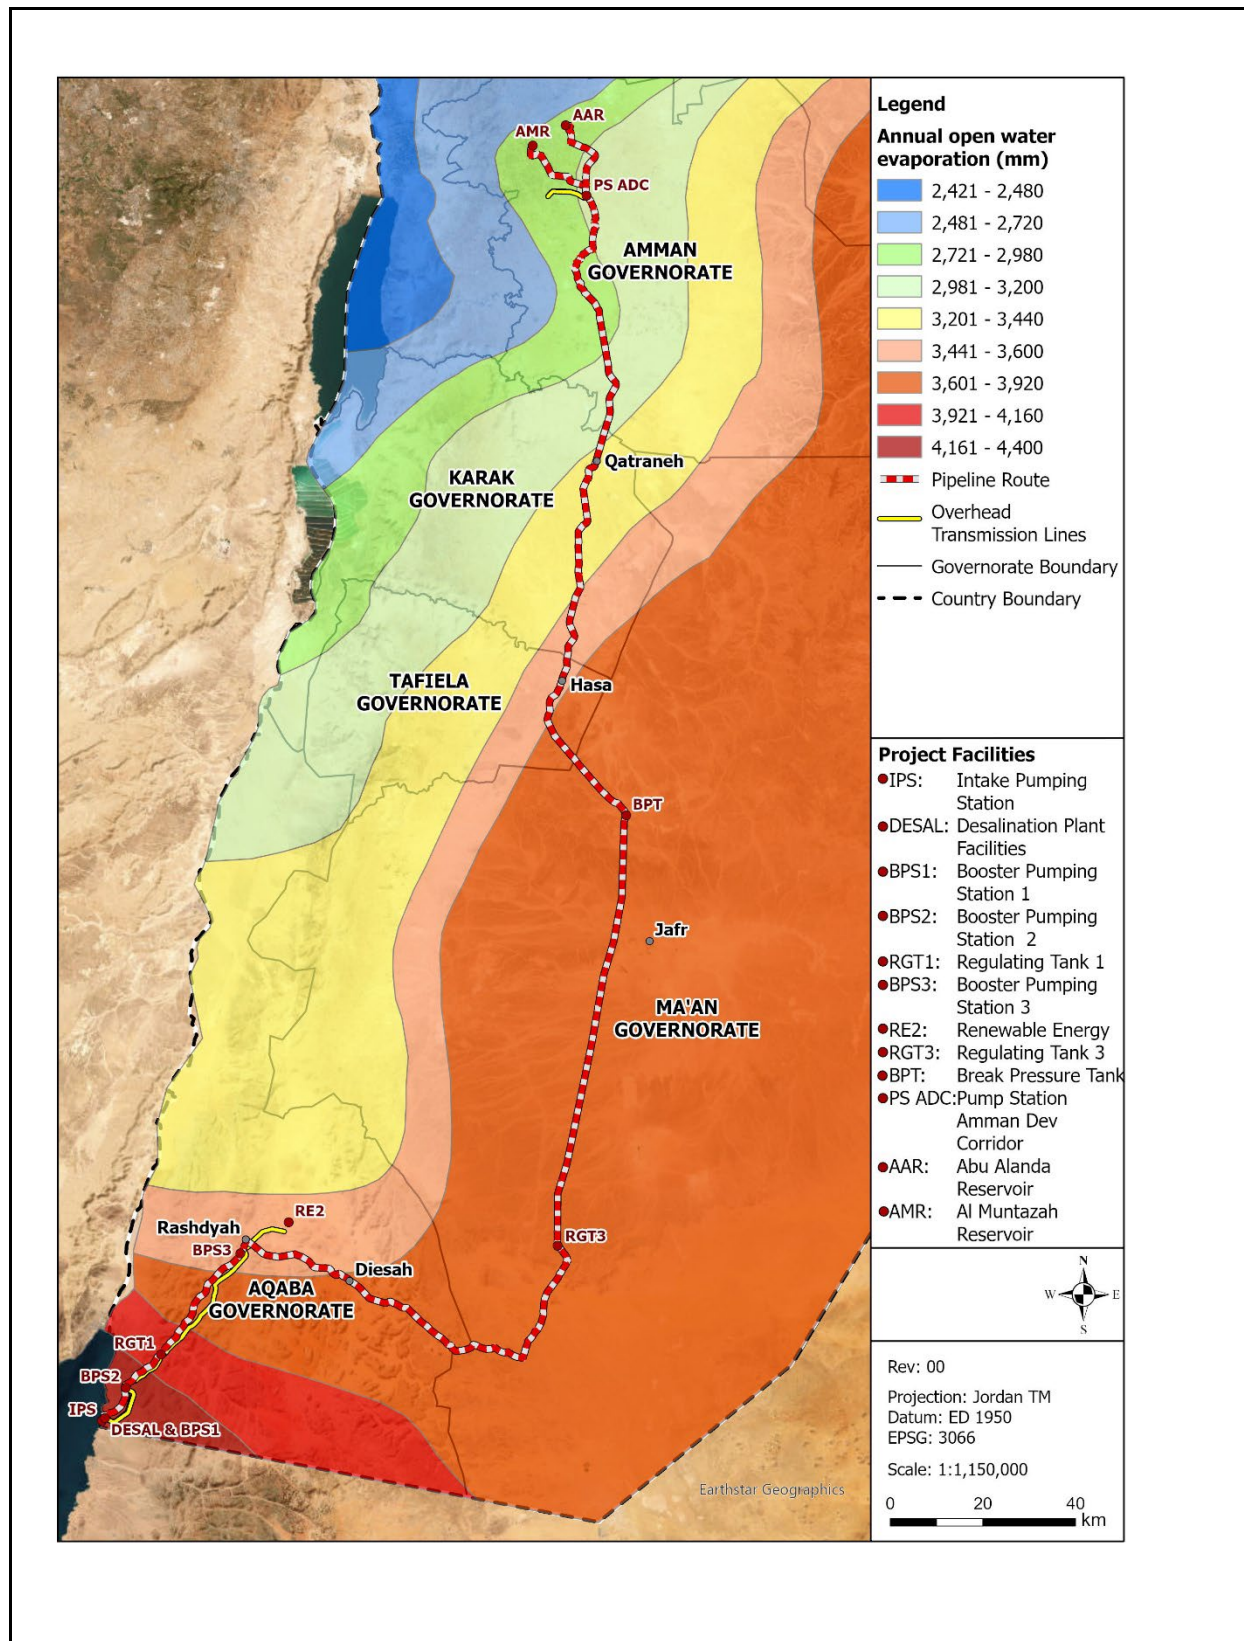 AAR
AMR
PS ADC
AMMAN
GOVERNORATE
Qatraneh
KARAK
GOVERNORATE
TAFIELA
GOVERNORATE
Hasa
BPT
Jafr
MA'AN
GOVERNORATE
RE2
Rashdyah
BPS3
RGT3
Diesah
AQABA
GOVERNORATE
RGT1
BPS2
IPS
DESAL & BPS1
Earthstar Geographics
Legend
Annual open water
evaporation (mm)
2,421 - 2,480
2,481 - 2,720
2,721 - 2,980
2,981 - 3,200
3,201 - 3,440
3,441 - 3,600
3,601 - 3,920
3,921 - 4,160
4,161 - 4,400
Pipeline Route
Overhead
Transmission Lines
Governorate Boundary
Country Boundary
Project Facilities
IPS: Intake Pumping
Station
DESAL: Desalination Plant
Facilities
BPS1: Booster Pumping
Station 1
BPS2: Booster Pumping
Station 2
RGT1: Regulating Tank 1
BPS3: Booster Pumping
Station 3
RE2: Renewable Energy
RGT3: Regulating Tank 3
BPT: Break Pressure Tank
PS ADC:Pump Station
Amman Dev
Corridor
AAR: Abu Alanda
Reservoir
AMR: Al Muntazah
Reservoir
N
W E
S
Rev: 00
Projection: Jordan TM
Datum: ED 1950
EPSG: 3066
Scale: 1:1,150,000
0 20 40
km